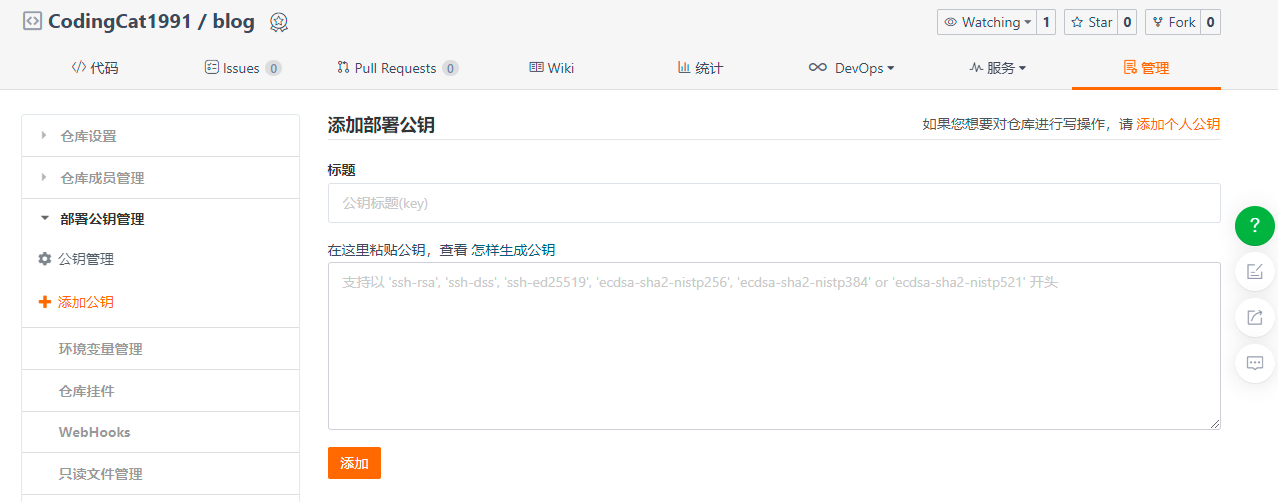 CodingCat1991 / blog
Watching 1 Star 0 Fork 0
代码 Issues 0 Pull Requests 0 Wiki 统计 DevOps 服务 管理
仓库设置
仓库成员管理
部署公钥管理
公钥管理
添加公钥
环境变量管理
仓库挂件
WebHooks
只读文件管理
添加部署公钥 如果您想要对仓库进行写操作，请 添加个人公钥
标题
公钥标题(key)
在这里粘贴公钥，查看 怎样生成公钥
支持以 'ssh-rsa', 'ssh-dss', 'ssh-ed25519', 'ecdsa-sha2-nistp256', 'ecdsa-sha2-nistp384' or 'ecdsa-sha2-nistp521' 开头
添加
?